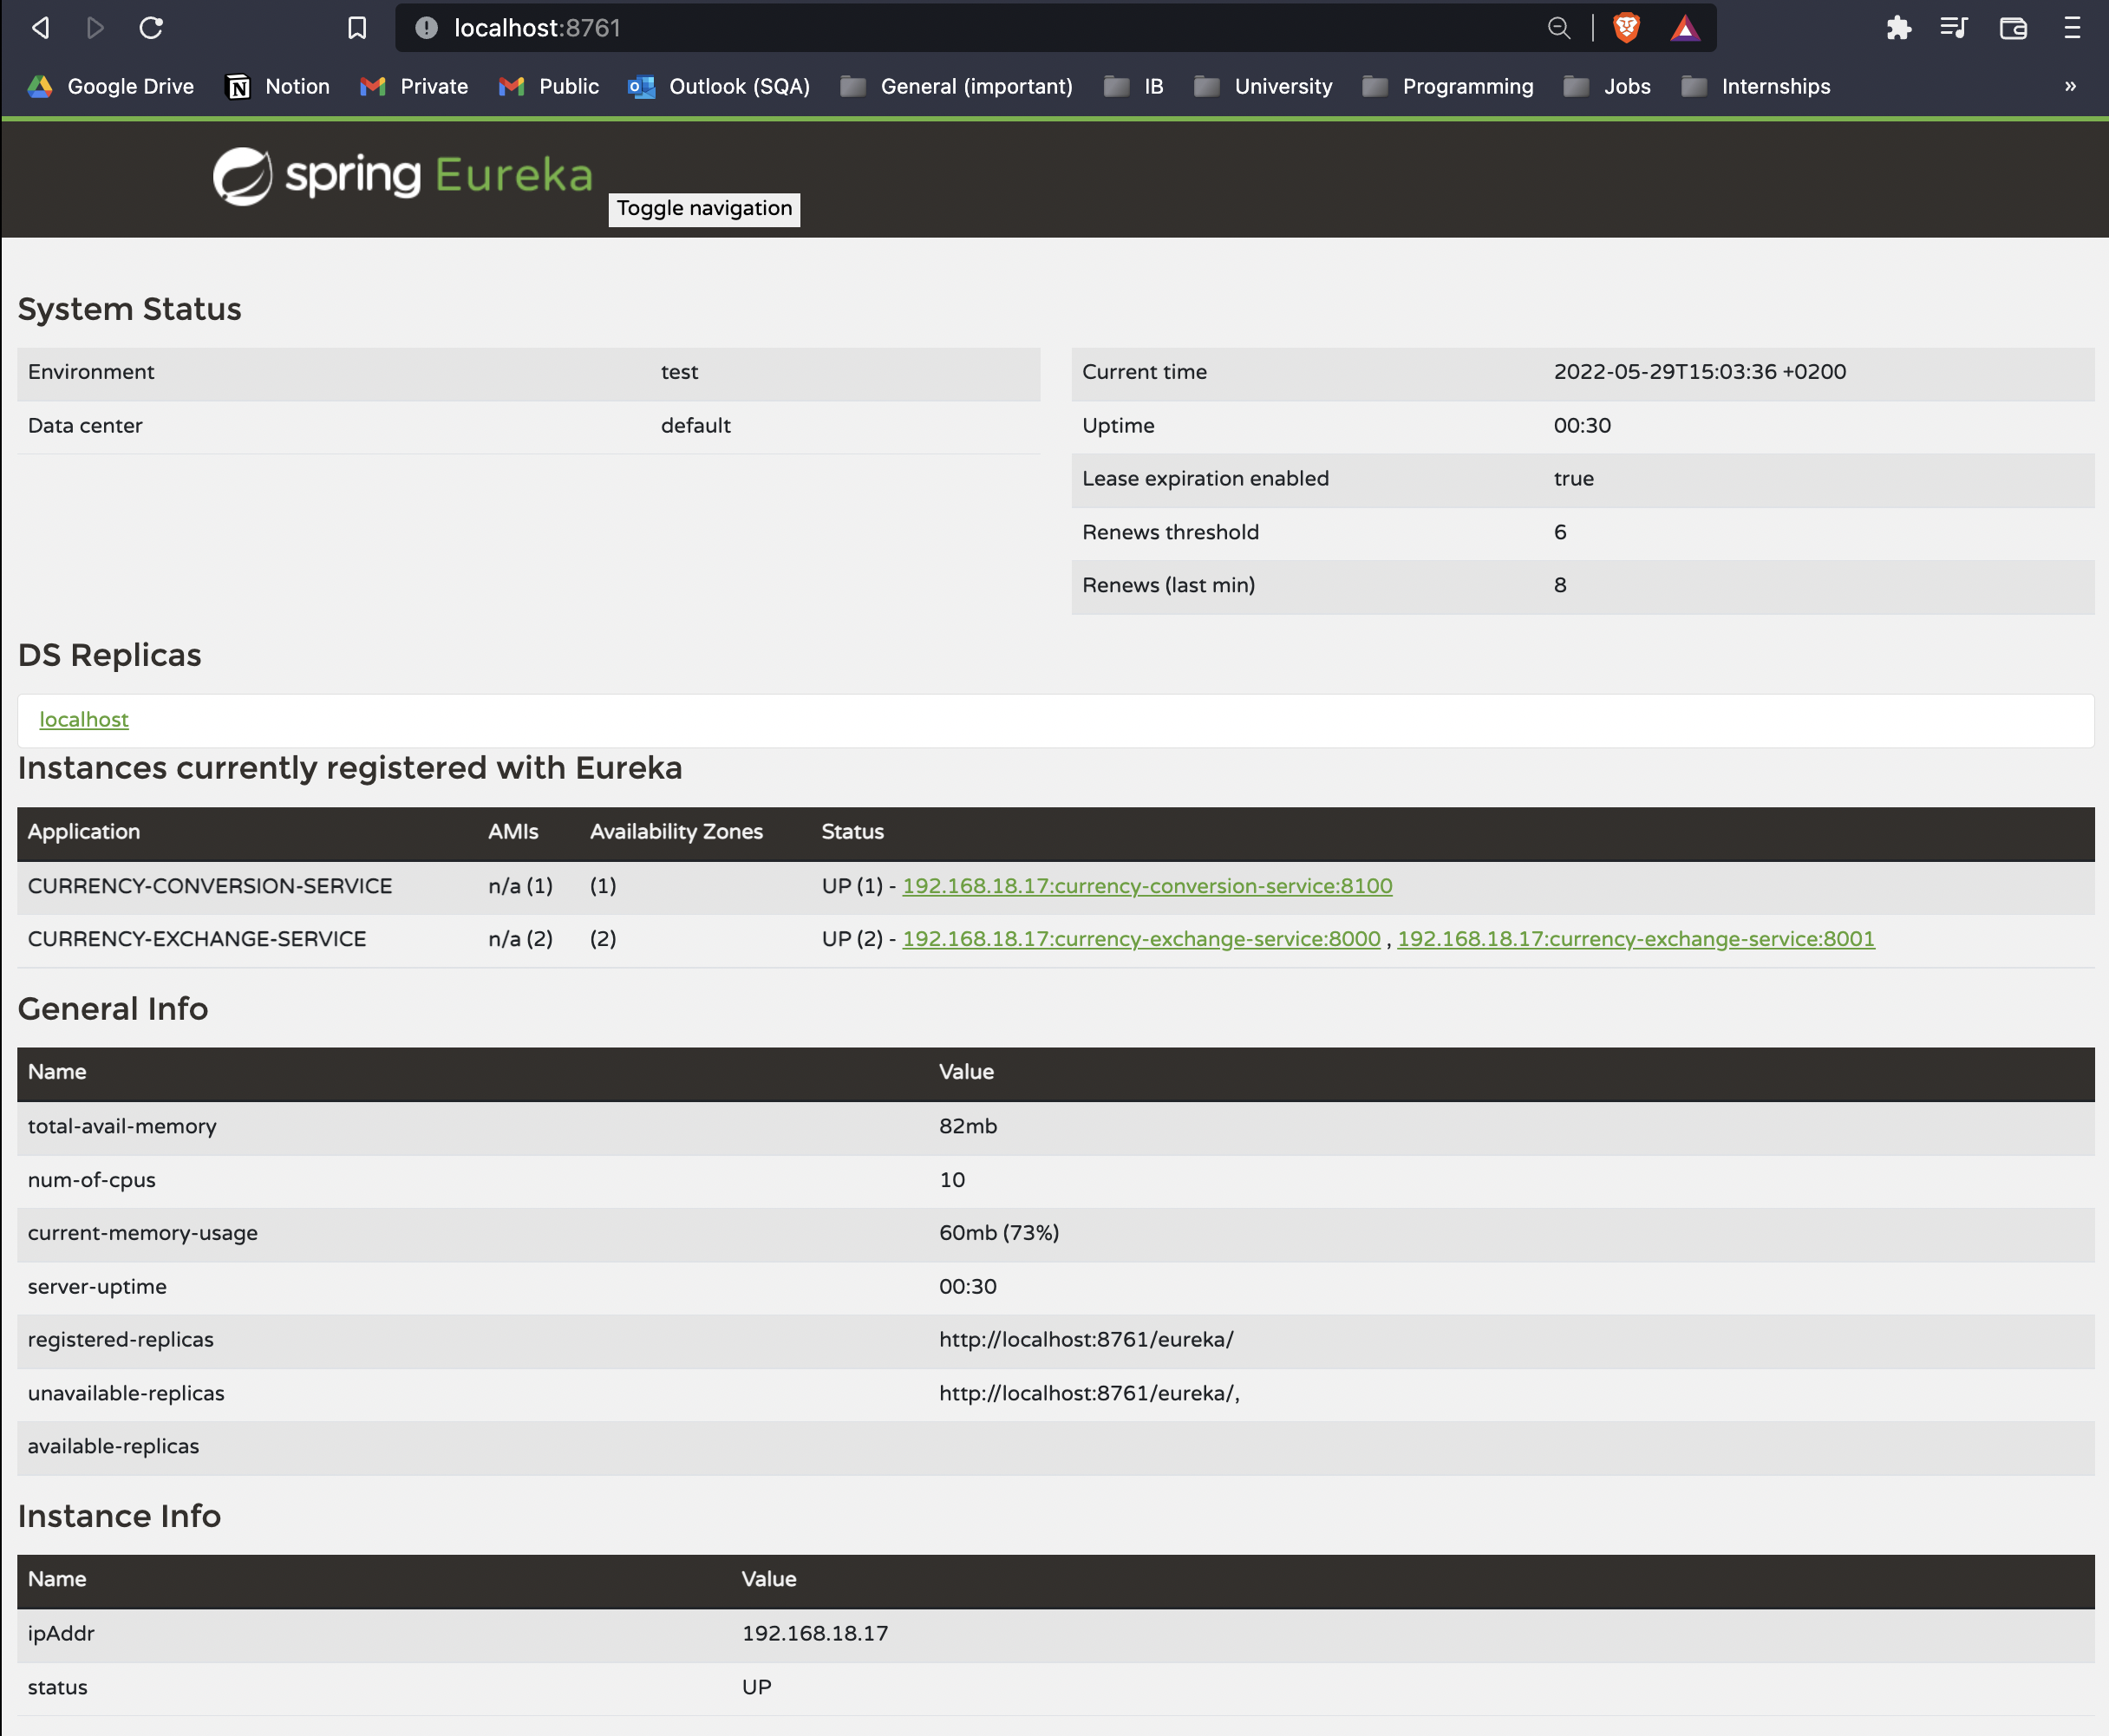 localhost:8761
Google Drive Notion Private Public Outlook (SQA) General (important) IB University Programming Jobs Internships »
spring Eureka
Toggle navigation
System Status
Environment test
Data center default
Current time 2022-05-29T15:03:36 +0200
Uptime 00:30
Lease expiration enabled true
Renews threshold 6
Renews (last min) 8
DS Replicas
localhost
Instances currently registered with Eureka
Application AMIs Availability Zones Status
CURRENCY-CONVERSION-SERVICE n/a (1) (1) UP (1) - 192.168.18.17:currency-conversion-service:8100
CURRENCY-EXCHANGE-SERVICE n/a (2) (2) UP (2) - 192.168.18.17:currency-exchange-service:8000 , 192.168.18.17:currency-exchange-service:8001
General Info
Name Value
total-avail-memory 82mb
num-of-cpus 10
current-memory-usage 60mb (73%)
server-uptime 00:30
registered-replicas http://localhost:8761/eureka/
unavailable-replicas http://localhost:8761/eureka/,
available-replicas
Instance Info
Name Value
ipAddr 192.168.18.17
status UP